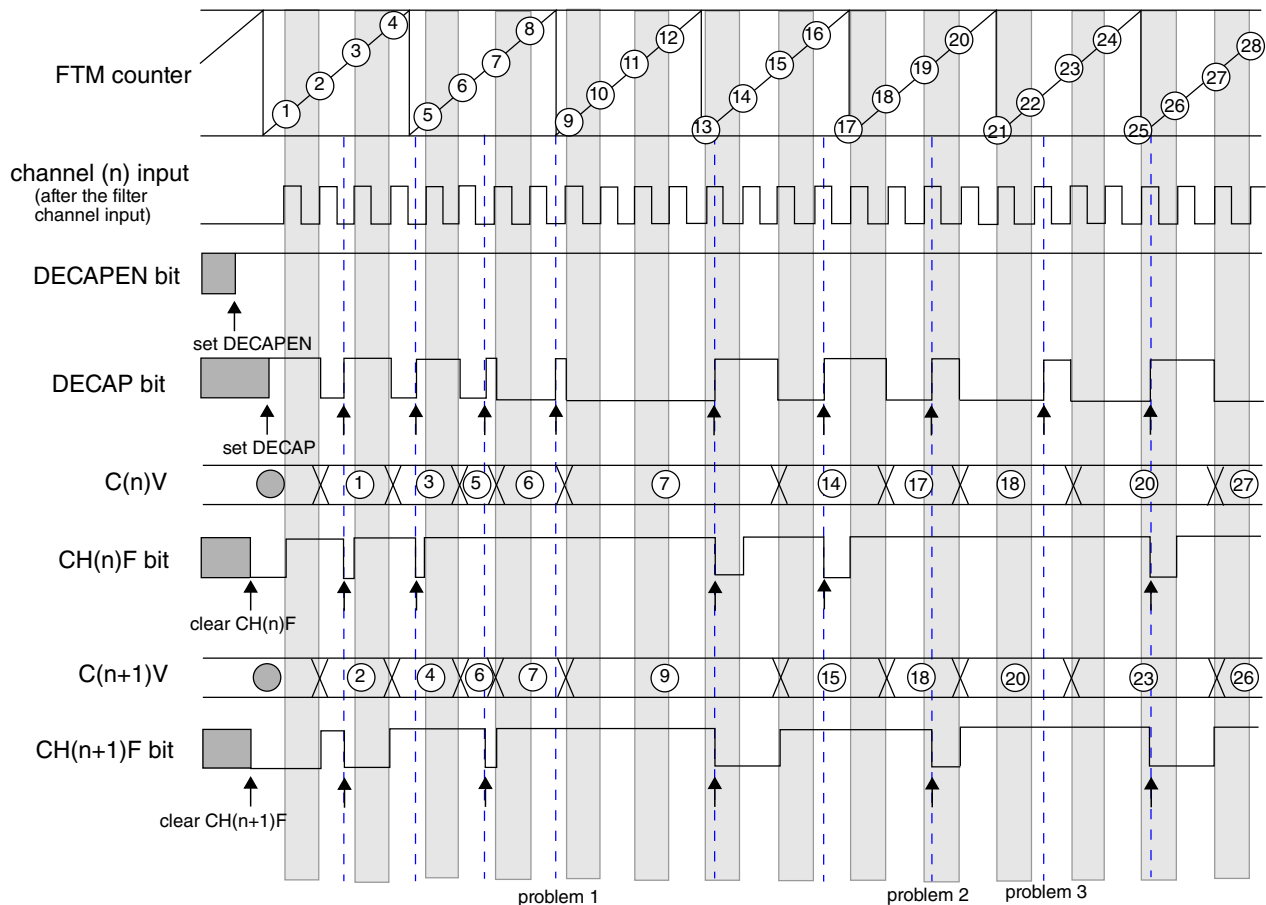 FTM counter
1 2 3 4 5 6 7 8 9 10 11 12 13 14 15 16 17 18 19 20 21 22 23 24 25 26 27 28
channel (n) input
(after the filter
channel input)
DECAPEN bit
set DECAPEN
DECAP bit
set DECAP
C(n)V
1 3 5 6 7 14 17 18 20 27
CH(n)F bit
clear CH(n)F
C(n+1)V
2 4 6 7 9 15 18 20 23 26
CH(n+1)F bit
clear CH(n+1)F
problem 1 problem 2 problem 3